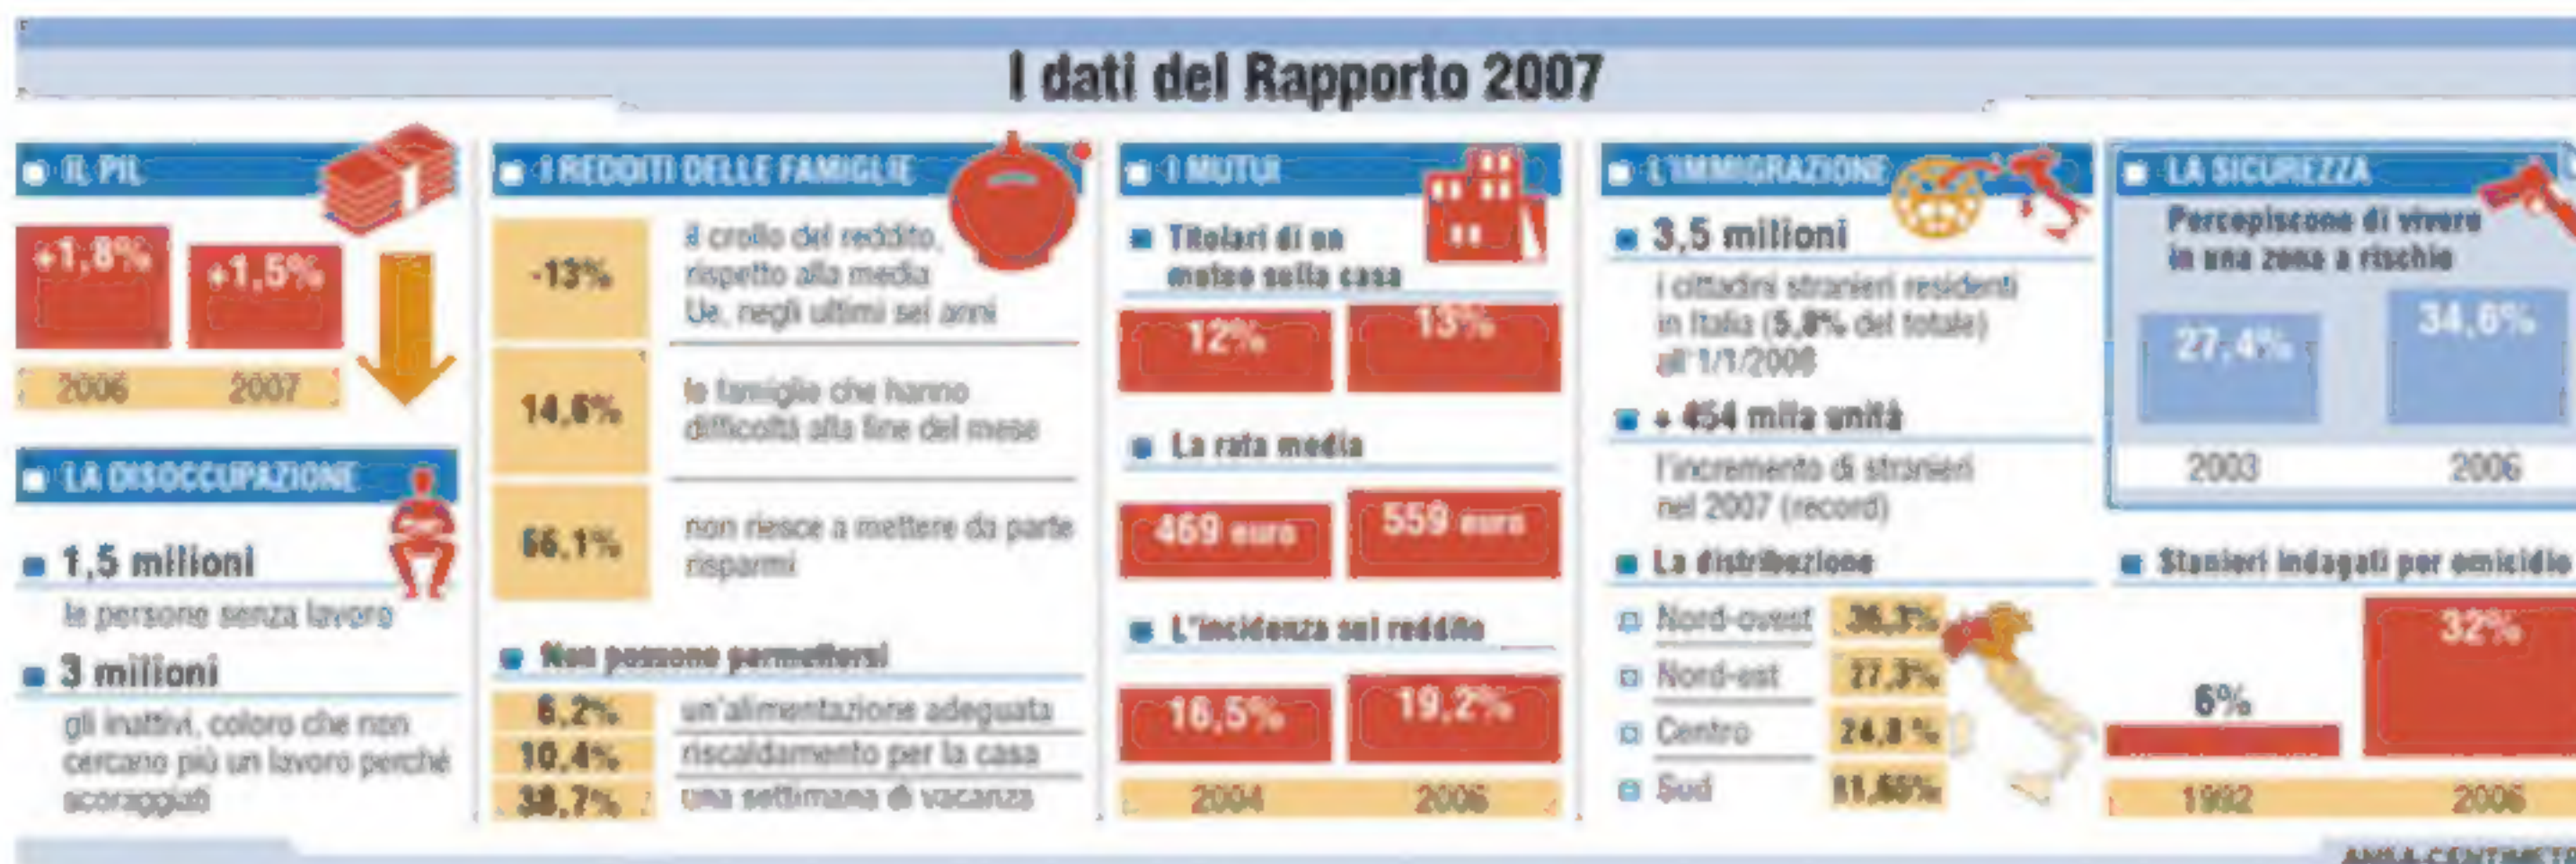 I dati del Rapporto 2007
IL PIL
+1,8%
+1,5%
2006
2007
LA DISOCCUPAZIONE
1,5 milioni
le persone senza lavoro
3 milioni
gli inattivi, coloro che non
cercano più un lavoro perché
scoraggiati
I REDDITI DELLE FAMIGLIE
-13%
il crollo del reddito,
rispetto alla media
Ue, negli ultimi sei anni
14,6%
le famiglie che hanno
difficoltà alla fine del mese
66,1%
non riesce a mettere da parte
risparmi
Non possono permettersi
6,2%
un'alimentazione adeguata
10,4%
riscaldamento per la casa
38,7%
una settimana di vacanza
I MUTUI
Titolari di un
mutuo sulla casa
12%
13%
La rata media
469 euro
559 euro
L'incidenza sul reddito
16,5%
19,2%
2004
2006
L'IMMIGRAZIONE
3,5 milioni
i cittadini stranieri residenti
in Italia (5,8% del totale)
all'1/1/2008
+ 454 mila unità
l'incremento di stranieri
nel 2007 (record)
La distribuzione
Nord-ovest
36,3%
Nord-est
27,3%
Centro
24,8 %
Sud
11,65%
LA SICUREZZA
Percepiscono di vivere
in una zona a rischio
27,4%
34,6%
2003
2006
Stanieri indagati per omicidio
6%
32%
1992
2006
ANSA-CENTIMETRI